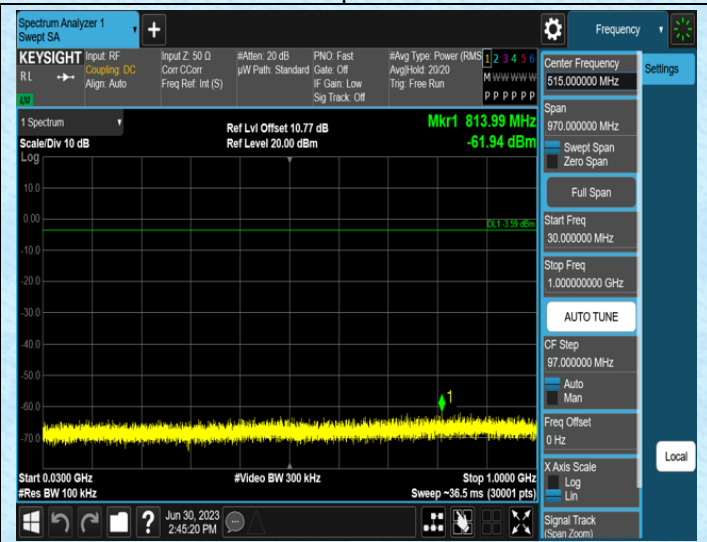 Spectrum Analyzer 1
Swept SA
+
Frequency
KEYSIGHT
RL
LXI
Input: RF
Coupling: DC
Align: Auto
Input Z: 50 Ω
Corr CCorr
Freq Ref: Int (S)
#Atten: 20 dB
µW Path: Standard
PNO: Fast
Gate: Off
IF Gain: Low
Sig Track: Off
#Avg Type: Power (RMS
Avg|Hold: 20/20
Trig: Free Run
1 2 3 4 5 6
M W W W W W
P P P P P P
1 Spectrum
Scale/Div 10 dB
Log
Ref Lvl Offset 10.77 dB
Ref Level 20.00 dBm
Mkr1 813.99 MHz
-61.94 dBm
10.0
0.00
DL1 -3.59 dBm
-10.0
-20.0
-30.0
-40.0
-50.0
-60.0
1
-70.0
Start 0.0300 GHz
#Res BW 100 kHz
#Video BW 300 kHz
Stop 1.0000 GHz
Sweep ~36.5 ms (30001 pts)
?
Jun 30, 2023
2:45:20 PM
Center Frequency
515.000000 MHz
Span
970.000000 MHz
Swept Span
Zero Span
Full Span
Start Freq
30.000000 MHz
Stop Freq
1.000000000 GHz
AUTO TUNE
CF Step
97.000000 MHz
Auto
Man
Freq Offset
0 Hz
X Axis Scale
Log
Lin
Signal Track
(Span Zoom)
Settings
Local